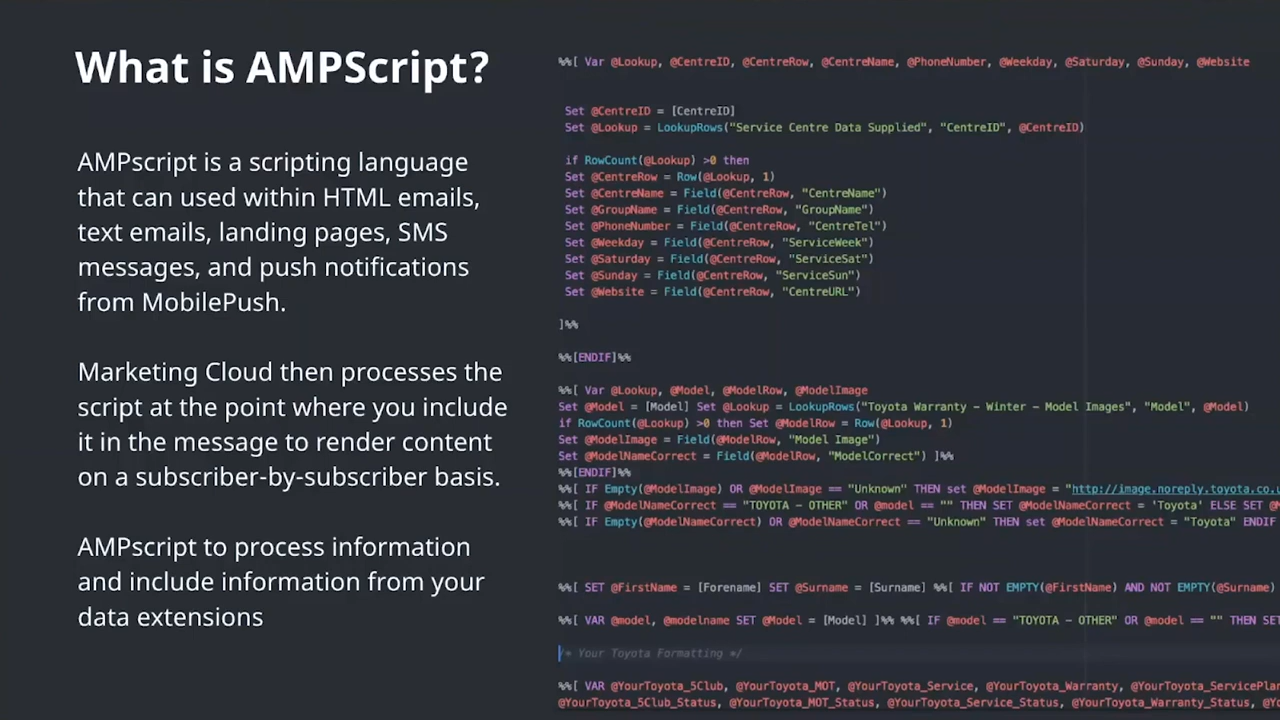 What is AMPScript?
AMPscript is a scripting language
that can used within HTML emails,
text emails, landing pages, SMS
messages, and push notifications
from MobilePush.
Marketing Cloud then processes the
script at the point where you include
it in the message to render content
on a subscriber-by-subscriber basis.
AMPscript to process information
and include information from your
data extensions
%%[ Var @Lookup, @CentreID, @CentreRow, @CentreName, @PhoneNumber, @Weekday, @Saturday, @Sunday, @Website
Set @CentreID = [CentreID]
Set @Lookup = LookupRows("Service Centre Data Supplied", "CentreID", @CentreID)
if RowCount(@Lookup) >0 then
Set @CentreRow = Row(@Lookup, 1)
Set @CentreName = Field(@CentreRow, "CentreName")
Set @GroupName = Field(@CentreRow, "GroupName")
Set @PhoneNumber = Field(@CentreRow, "CentreTel")
Set @Weekday = Field(@CentreRow, "ServiceWeek")
Set @Saturday = Field(@CentreRow, "ServiceSat")
Set @Sunday = Field(@CentreRow, "ServiceSun")
Set @Website = Field(@CentreRow, "CentreURL")
]%%
%%[ENDIF]%%
%%[ Var @Lookup, @Model, @ModelRow, @ModelImage
Set @Model = [Model] Set @Lookup = LookupRows("Toyota Warranty - Winter - Model Images", "Model", @Model)
if RowCount(@Lookup) >0 then Set @ModelRow = Row(@Lookup, 1)
Set @ModelImage = Field(@ModelRow, "Model Image")
Set @ModelNameCorrect = Field(@ModelRow, "ModelCorrect") ]%%
%%[ENDIF]%%
%%[ IF Empty(@ModelImage) OR @ModelImage == "Unknown" THEN set @ModelImage = "http://image.noreply.toyota.co.u
%%[ IF @ModelNameCorrect == "TOYOTA - OTHER" OR @model == "" THEN SET @ModelNameCorrect = 'Toyota' ELSE SET @M
%%[ IF Empty(@ModelNameCorrect) OR @ModelNameCorrect == "Unknown" THEN set @ModelNameCorrect = "Toyota" ENDIF
%%[ SET @FirstName = [Forename] SET @Surname = [Surname] %%[ IF NOT EMPTY(@FirstName) AND NOT EMPTY(@Surname)
%%[ VAR @model, @modelname SET @Model = [Model] ]%% %%[ IF @model == "TOYOTA - OTHER" OR @model == "" THEN SET
/* Your Toyota Formatting */
%%[ VAR @YourToyota_5Club, @YourToyota_MOT, @YourToyota_Service, @YourToyota_Warranty, @YourToyota_ServicePlan
@YourToyota_5Club_Status, @YourToyota_MOT_Status, @YourToyota_Service_Status, @YourToyota_Warranty_Status, @Yo